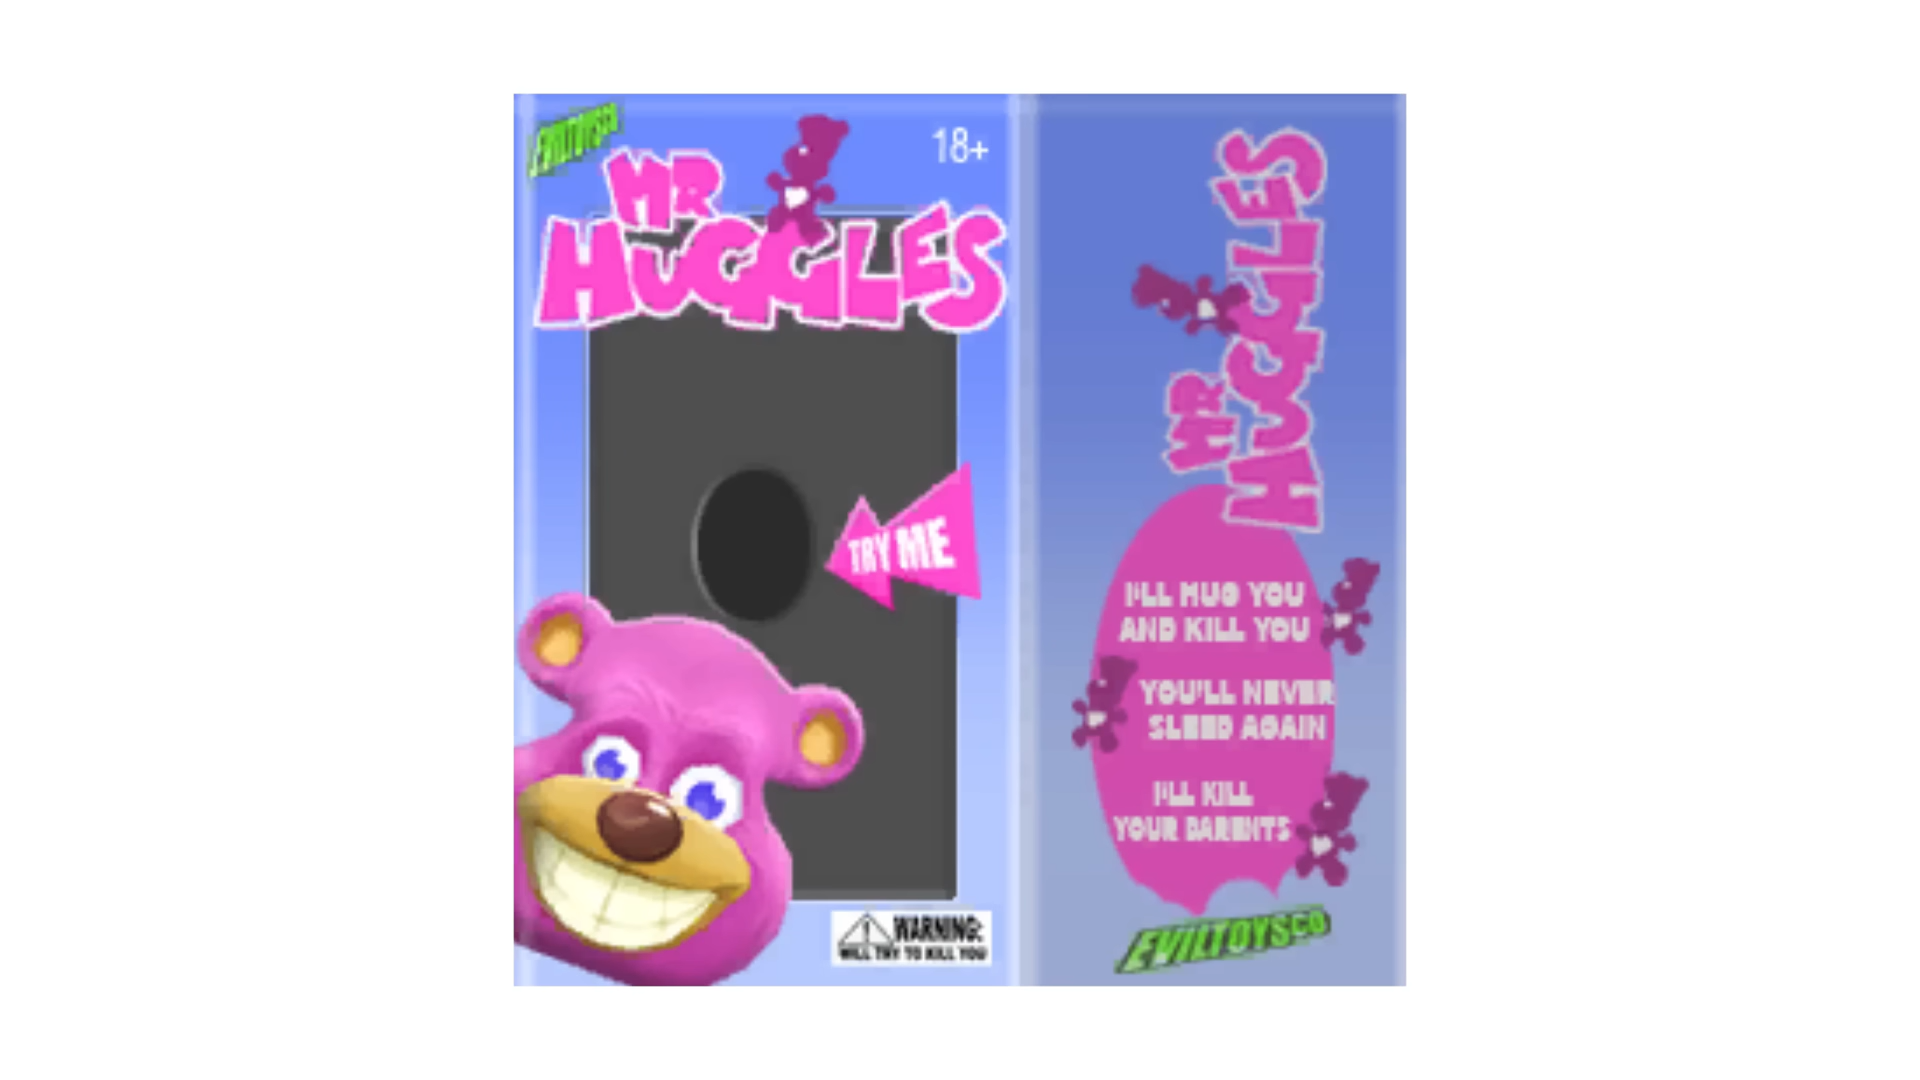 EVILTOYSCO
18+
MR
HUGGLES
TRY ME
WARNING:
WILL TRY TO KILL YOU
MR
HUGGLES
I'LL HUG YOU
AND KILL YOU
YOU'LL NEVER
SLEEP AGAIN
I'LL KILL
YOUR PARENTS
EVILTOYSCO